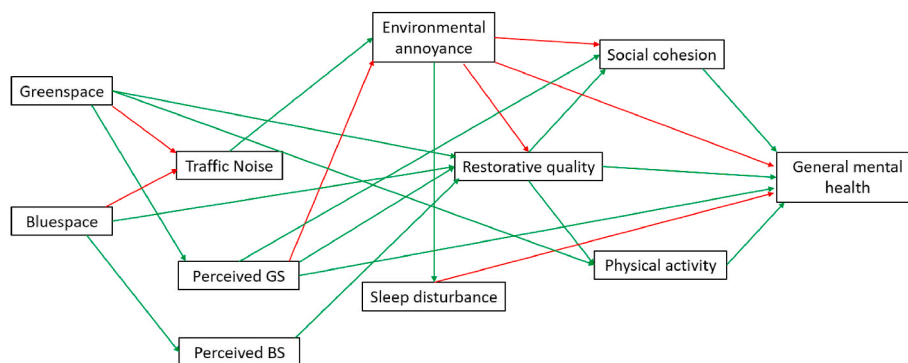 Environmental
annoyance
Social cohesion
Greenspace
Traffic Noise
Restorative quality
General mental
health
Bluespace
Perceived GS
Physical activity
Sleep disturbance
Perceived BS